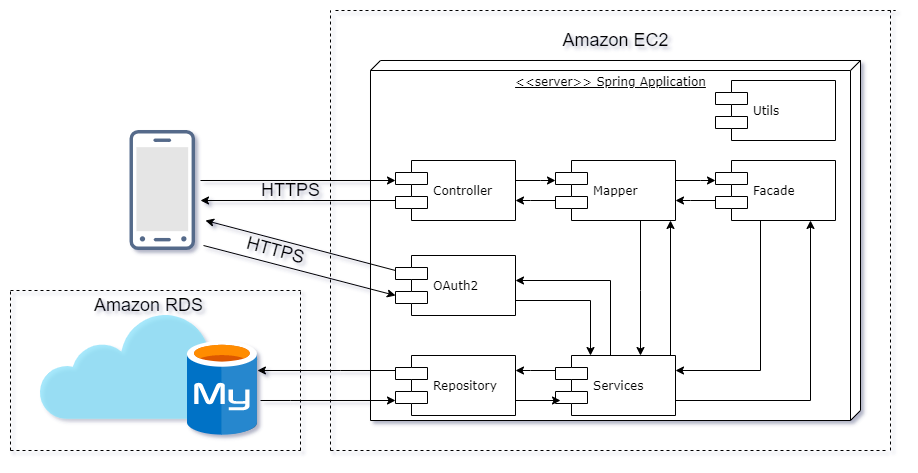 Amazon EC2
<<server>> Spring Application
Utils
HTTPS
Controller
Mapper
Facade
HTTPS
OAuth2
Amazon RDS
My
Repository
Services